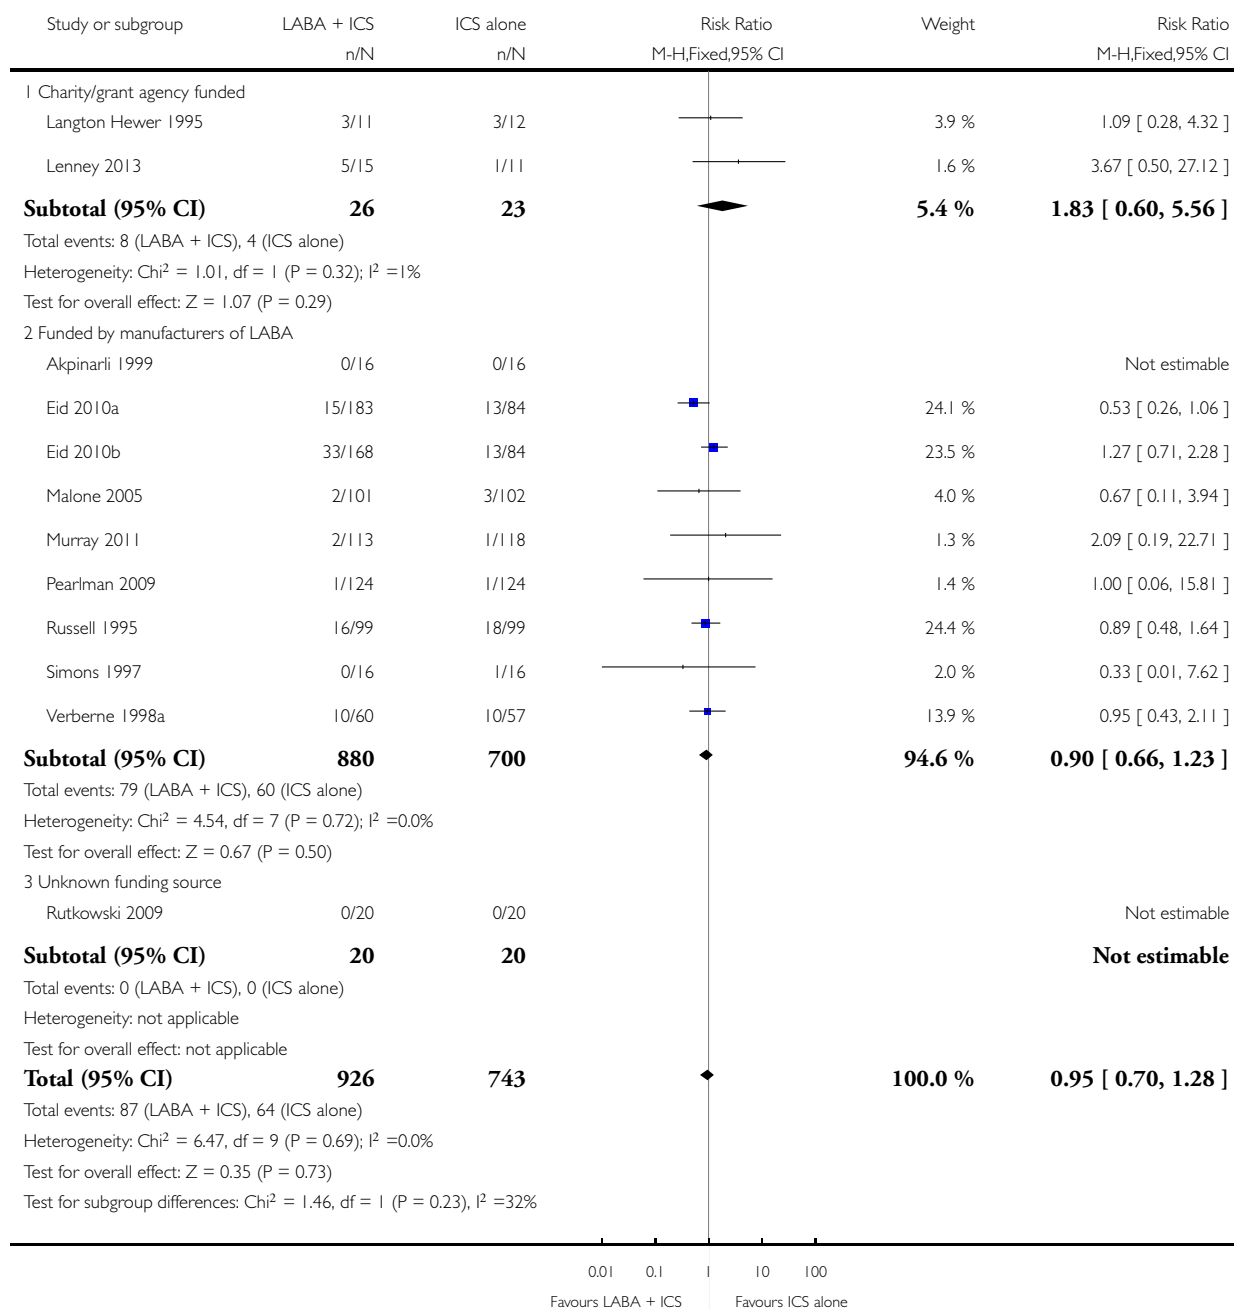 Study or subgroup LABA + ICS ICS alone Risk Ratio Weight Risk Ratio
n/N n/N M-H,Fixed,95% CI M-H,Fixed,95% CI
1 Charity/grant agency funded
Langton Hewer 1995 3/11 3/12 3.9 % 1.09 [ 0.28, 4.32 ]
Lenney 2013 5/15 1/11 1.6 % 3.67 [ 0.50, 27.12 ]
Subtotal (95% CI) 26 23 5.4 % 1.83 [ 0.60, 5.56 ]
Total events: 8 (LABA + ICS), 4 (ICS alone)
Heterogeneity: Chi² = 1.01, df = 1 (P = 0.32); I² =1%
Test for overall effect: Z = 1.07 (P = 0.29)
2 Funded by manufacturers of LABA
Akpinarli 1999 0/16 0/16 Not estimable
Eid 2010a 15/183 13/84 24.1 % 0.53 [ 0.26, 1.06 ]
Eid 2010b 33/168 13/84 23.5 % 1.27 [ 0.71, 2.28 ]
Malone 2005 2/101 3/102 4.0 % 0.67 [ 0.11, 3.94 ]
Murray 2011 2/113 1/118 1.3 % 2.09 [ 0.19, 22.71 ]
Pearlman 2009 1/124 1/124 1.4 % 1.00 [ 0.06, 15.81 ]
Russell 1995 16/99 18/99 24.4 % 0.89 [ 0.48, 1.64 ]
Simons 1997 0/16 1/16 2.0 % 0.33 [ 0.01, 7.62 ]
Verberne 1998a 10/60 10/57 13.9 % 0.95 [ 0.43, 2.11 ]
Subtotal (95% CI) 880 700 94.6 % 0.90 [ 0.66, 1.23 ]
Total events: 79 (LABA + ICS), 60 (ICS alone)
Heterogeneity: Chi² = 4.54, df = 7 (P = 0.72); I² =0.0%
Test for overall effect: Z = 0.67 (P = 0.50)
3 Unknown funding source
Rutkowski 2009 0/20 0/20 Not estimable
Subtotal (95% CI) 20 20 Not estimable
Total events: 0 (LABA + ICS), 0 (ICS alone)
Heterogeneity: not applicable
Test for overall effect: not applicable
Total (95% CI) 926 743 100.0 % 0.95 [ 0.70, 1.28 ]
Total events: 87 (LABA + ICS), 64 (ICS alone)
Heterogeneity: Chi² = 6.47, df = 9 (P = 0.69); I² =0.0%
Test for overall effect: Z = 0.35 (P = 0.73)
Test for subgroup differences: Chi² = 1.46, df = 1 (P = 0.23), I² =32%
0.01 0.1 1 10 100
Favours LABA + ICS Favours ICS alone